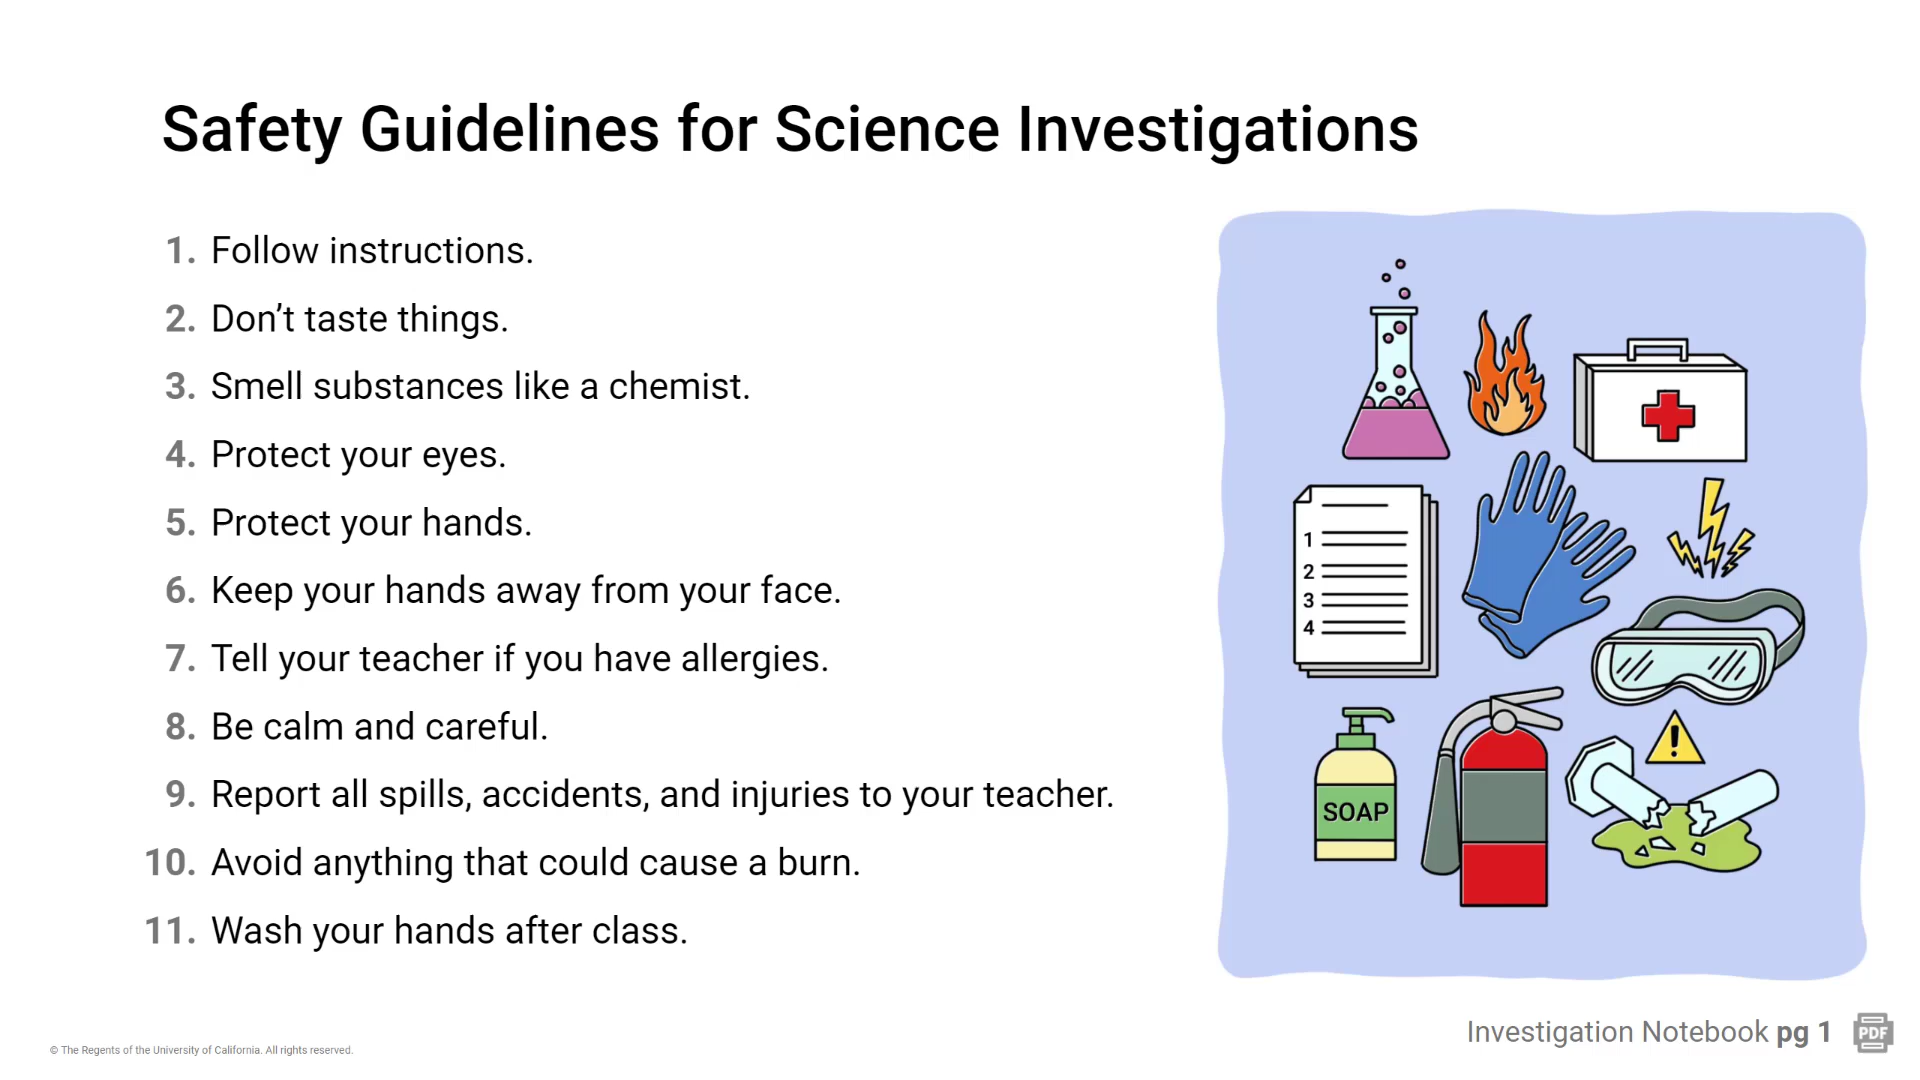 Safety Guidelines for Science Investigations
1. Follow instructions.
2. Don’t taste things.
3. Smell substances like a chemist.
4. Protect your eyes.
5. Protect your hands.
6. Keep your hands away from your face.
7. Tell your teacher if you have allergies.
8. Be calm and careful.
9. Report all spills, accidents, and injuries to your teacher.
10. Avoid anything that could cause a burn.
11. Wash your hands after class.
1
2
3
4
SOAP
!
Investigation Notebook pg 1
PDF
© The Regents of the University of California. All rights reserved.